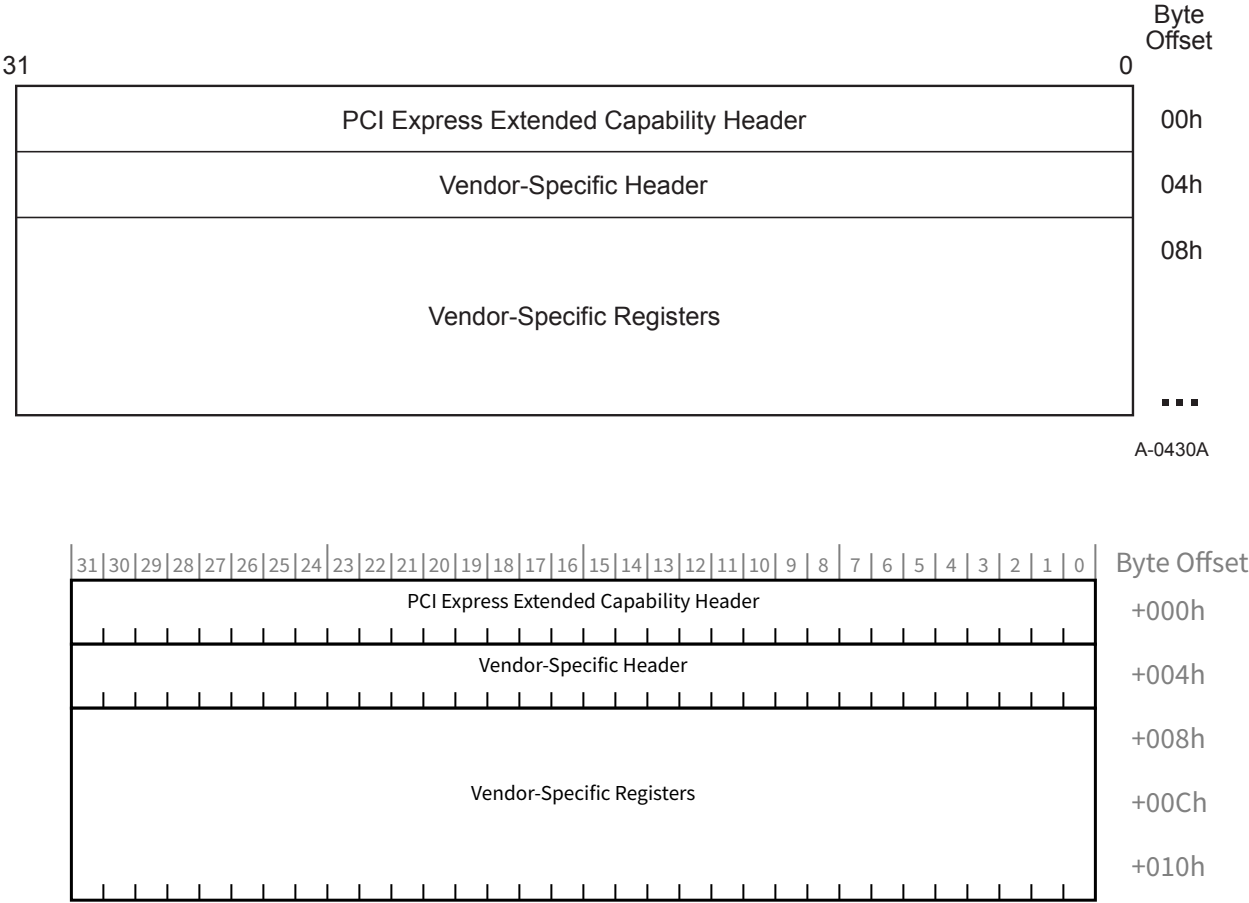 Byte
Offset
31 0
PCI Express Extended Capability Header 00h
Vendor-Specific Header 04h
08h
Vendor-Specific Registers
...
A-0430A
31 30 29 28 27 26 25 24 23 22 21 20 19 18 17 16 15 14 13 12 11 10 9 8 7 6 5 4 3 2 1 0 Byte Offset
PCI Express Extended Capability Header +000h
Vendor-Specific Header +004h
+008h
Vendor-Specific Registers +00Ch
+010h